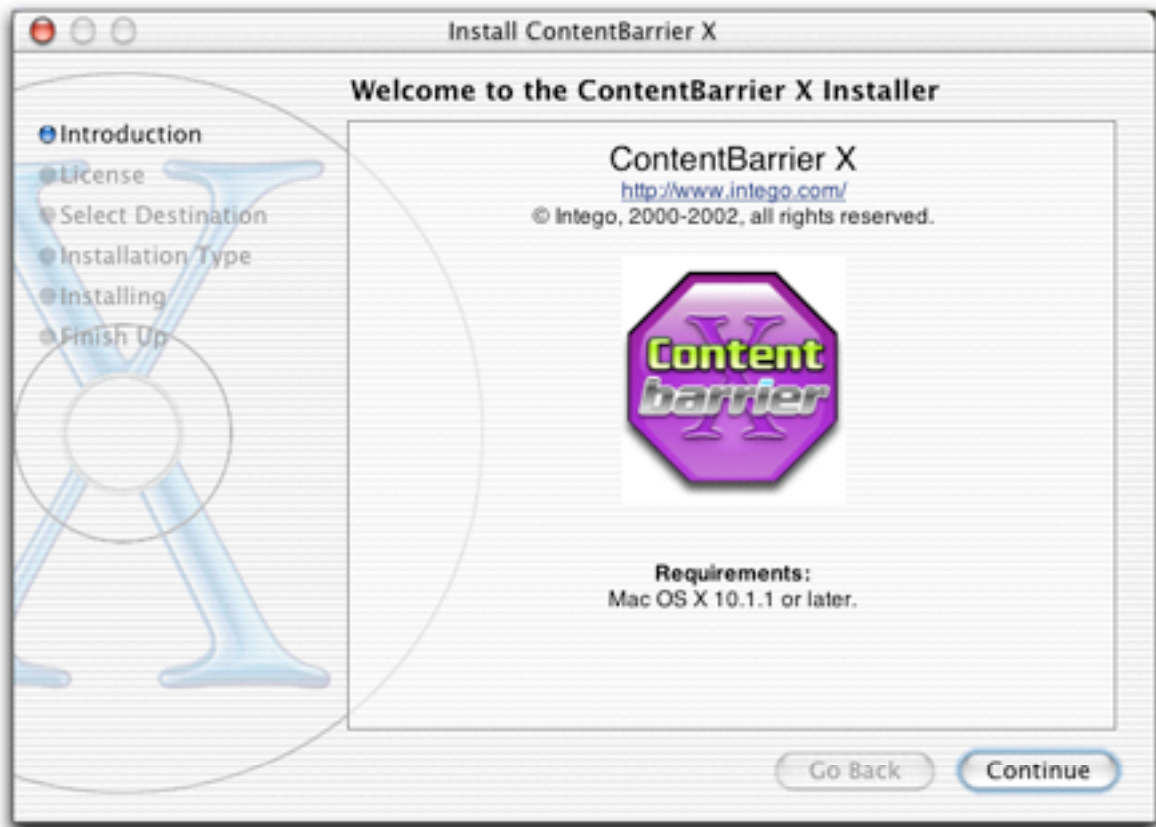 Install ContentBarrier X
Welcome to the ContentBarrier X Installer
Introduction
License
Select Destination
Installation Type
Installing
Finish Up
ContentBarrier X
http://www.intego.com/
© Intego, 2000-2002, all rights reserved.
X
Content
barrier
Requirements:
Mac OS X 10.1.1 or later.
Go Back
Continue